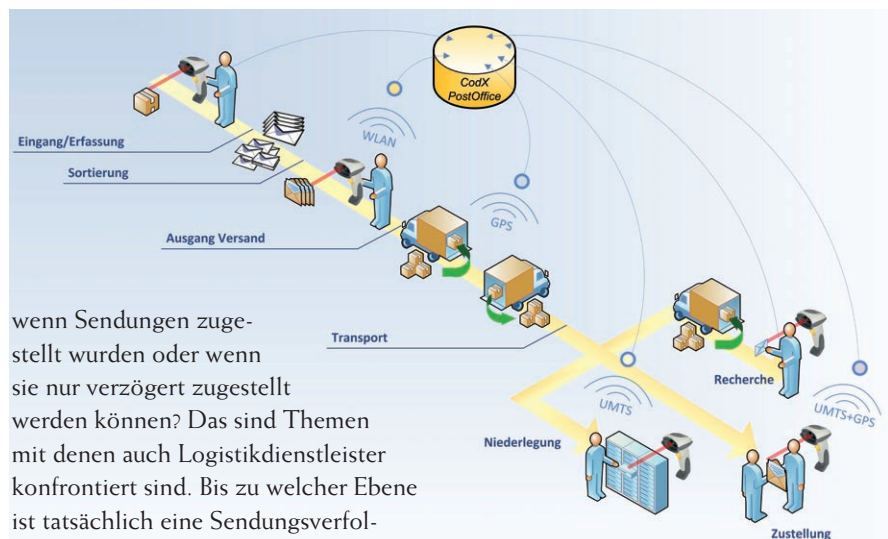 CodX
PostOffice
Eingang/Erfassung
WLAN
Sortierung
GPS
Ausgang Versand
Transport
Recherche
UMTS
UMTS+GPS
Niederlegung
Zustellung
wenn Sendungen zuge-
stellt wurden oder wenn
sie nur verzögert zugestellt
werden können? Das sind Themen
mit denen auch Logistikdienstleister
konfrontiert sind. Bis zu welcher Ebene
ist tatsächlich eine Sendungsverfol-